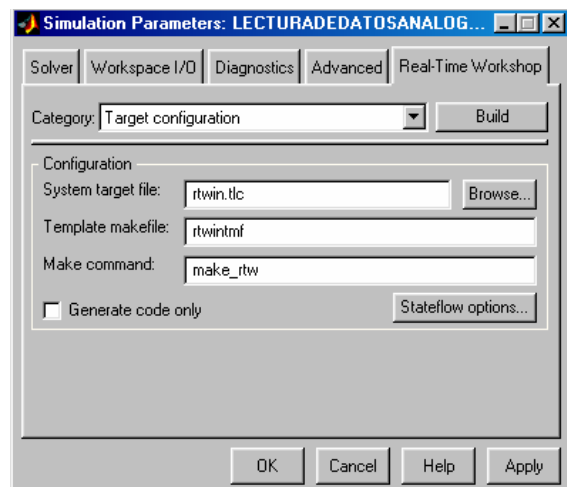 Simulation Parameters: LECTURADEDATOSANALOG...
Solver Workspace I/O Diagnostics Advanced Real-Time Workshop
Category: Target configuration Build
Configuration
System target file: rtwin.tlc Browse...
Template makefile: rtwintmf
Make command: make_rtw
Generate code only Stateflow options...
OK Cancel Help Apply